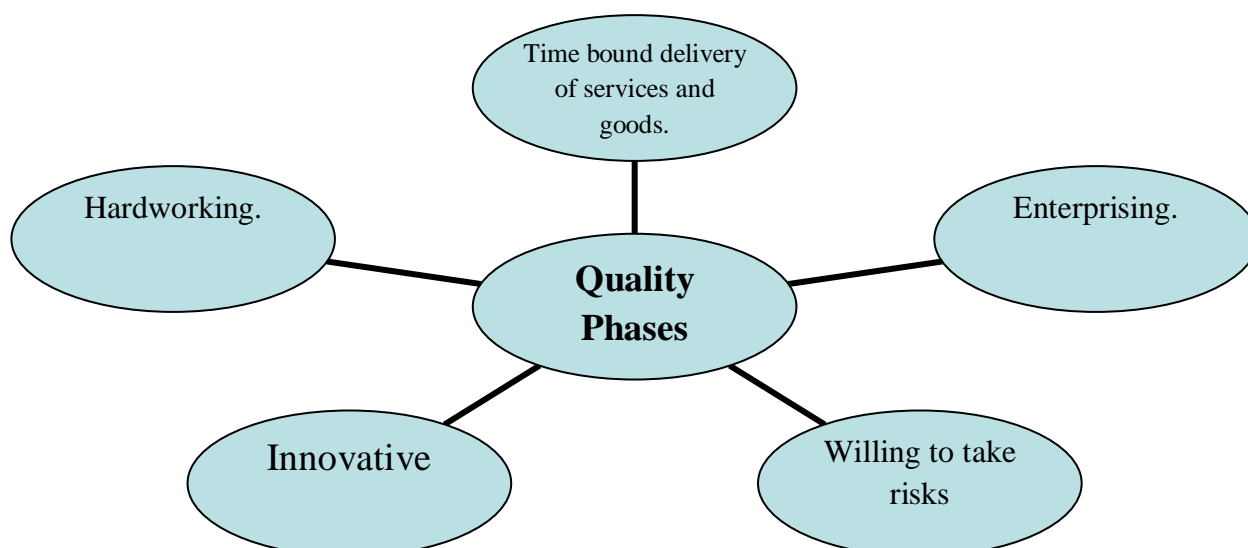 Time bound delivery
of services and
goods.
Hardworking.
Enterprising.
Quality
Phases
Innovative
Willing to take
risks